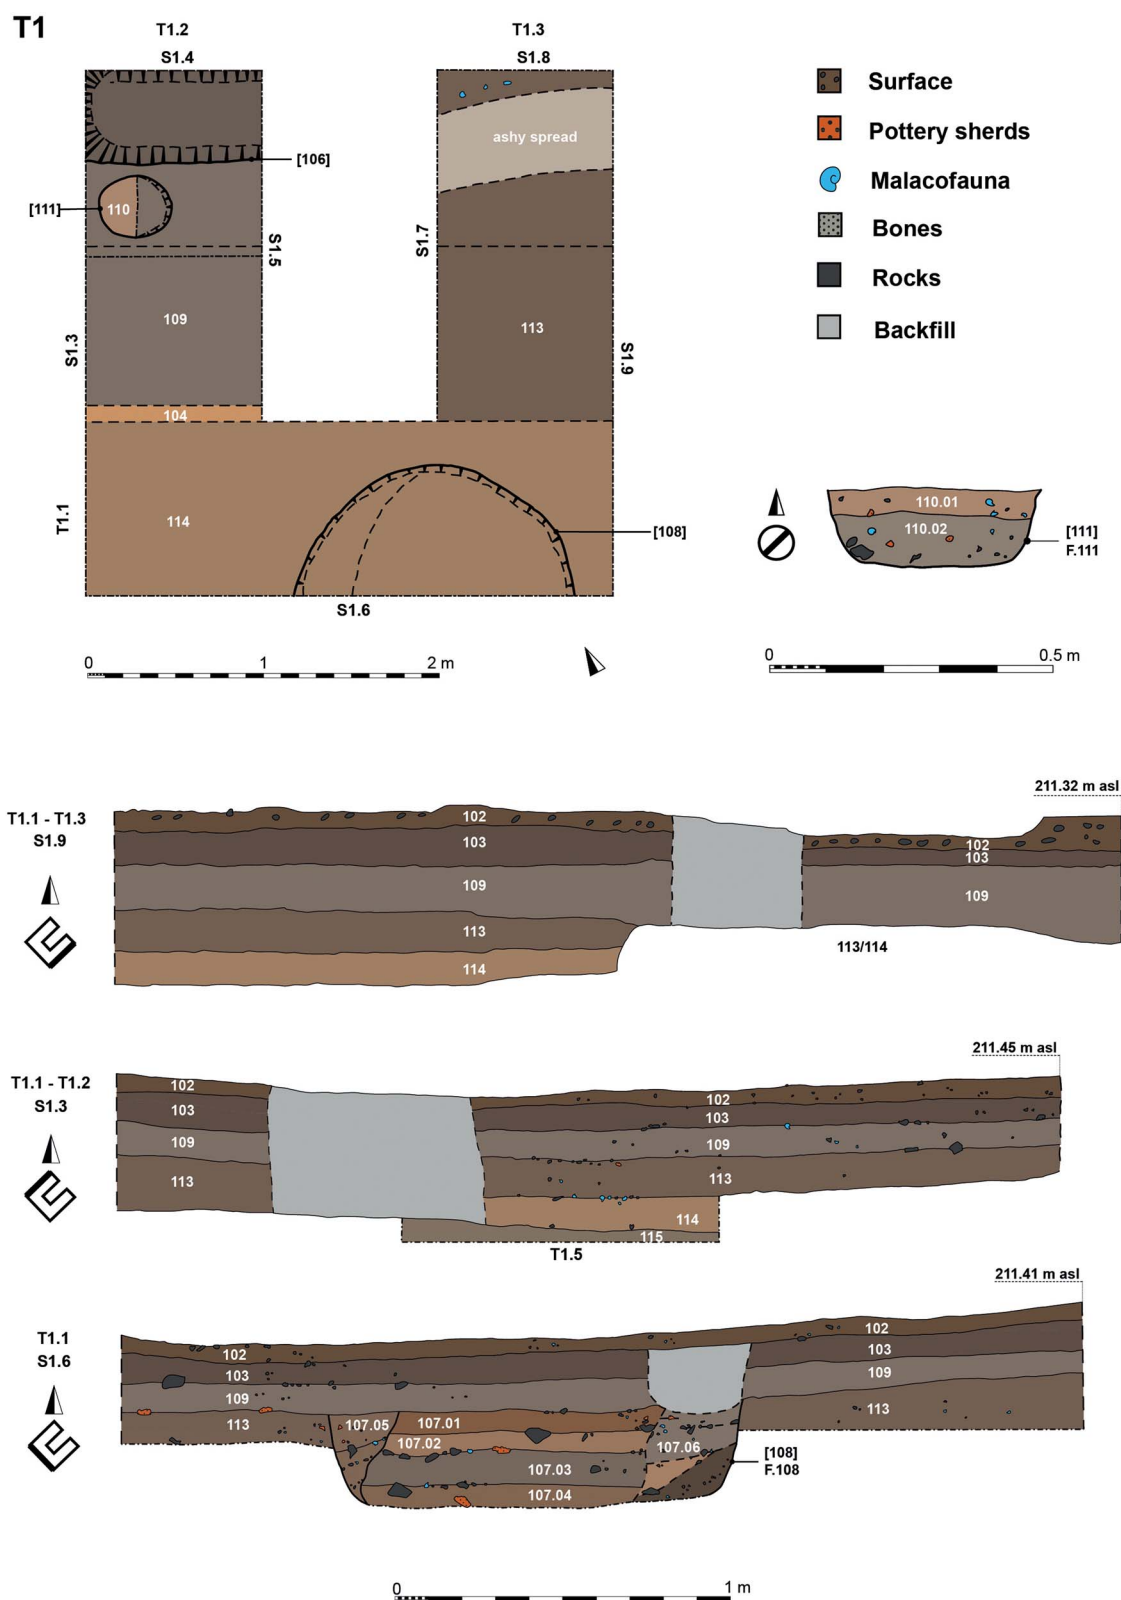 T1
T1.2
S1.4
T1.3
S1.8
Surface
Pottery sherds
Malacofauna
Bones
Rocks
Backfill
ashy spread
[106]
[111]
110
S1.5
S1.7
109
S1.3
113
S1.9
104
T1.1
114
[108]
S1.6
110.01
110.02
[111]
F.111
0
1
2 m
0
0.5 m
211.32 m asl
T1.1 - T1.3
S1.9
102
103
109
113
114
102
103
109
113/114
211.45 m asl
T1.1 - T1.2
S1.3
102
103
109
113
102
103
109
113
114
115
T1.5
211.41 m asl
T1.1
S1.6
102
103
109
113
102
103
109
113
107.05
107.01
107.02
107.03
107.04
107.06
[108]
F.108
0
1 m